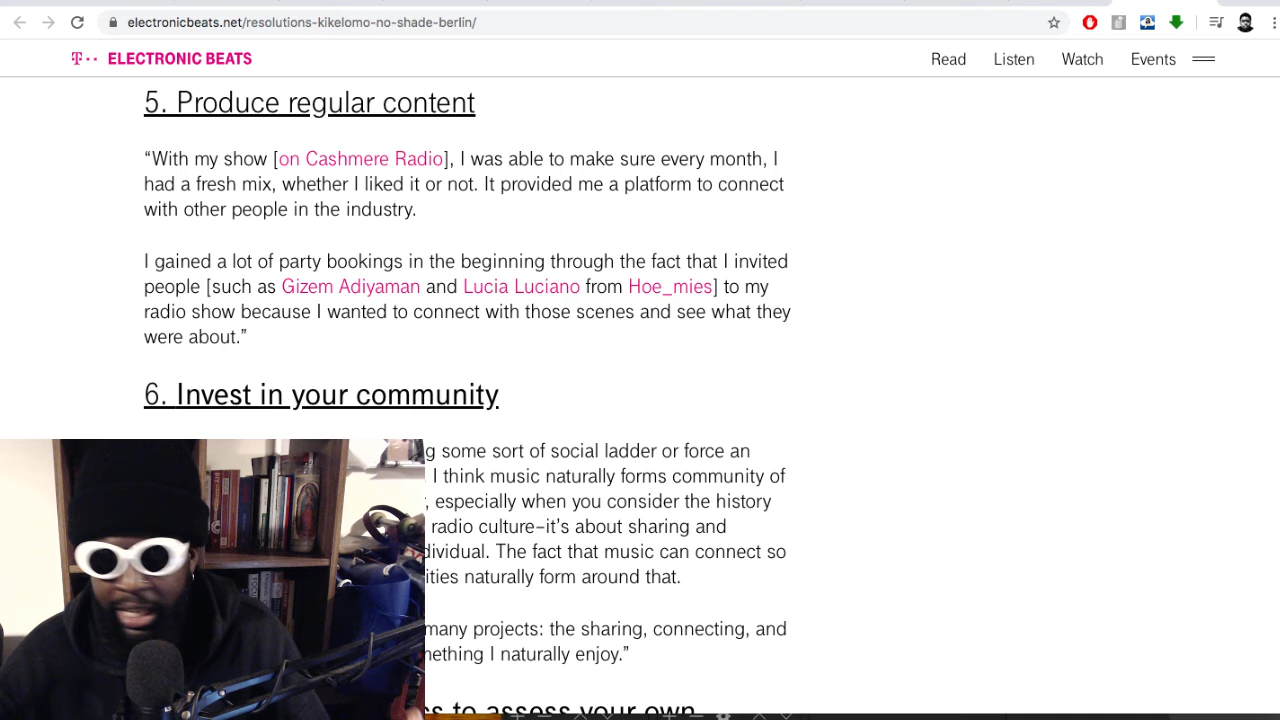 electronicbeats.net/resolutions-kikelomo-no-shade-berlin/
T·· ELECTRONIC BEATS
Read Listen Watch Events
5. Produce regular content
“With my show [on Cashmere Radio], I was able to make sure every month, I
had a fresh mix, whether I liked it or not. It provided me a platform to connect
with other people in the industry.
I gained a lot of party bookings in the beginning through the fact that I invited
people [such as Gizem Adiyaman and Lucia Luciano from Hoe_mies] to my
radio show because I wanted to connect with those scenes and see what they
were about.”
6. Invest in your community
some sort of social ladder or force an
I think music naturally forms community of
especially when you consider the history
radio culture–it’s about sharing and
The fact that music can connect so
naturally form around that.
many projects: the sharing, connecting, and
I naturally enjoy.”
to assess your own